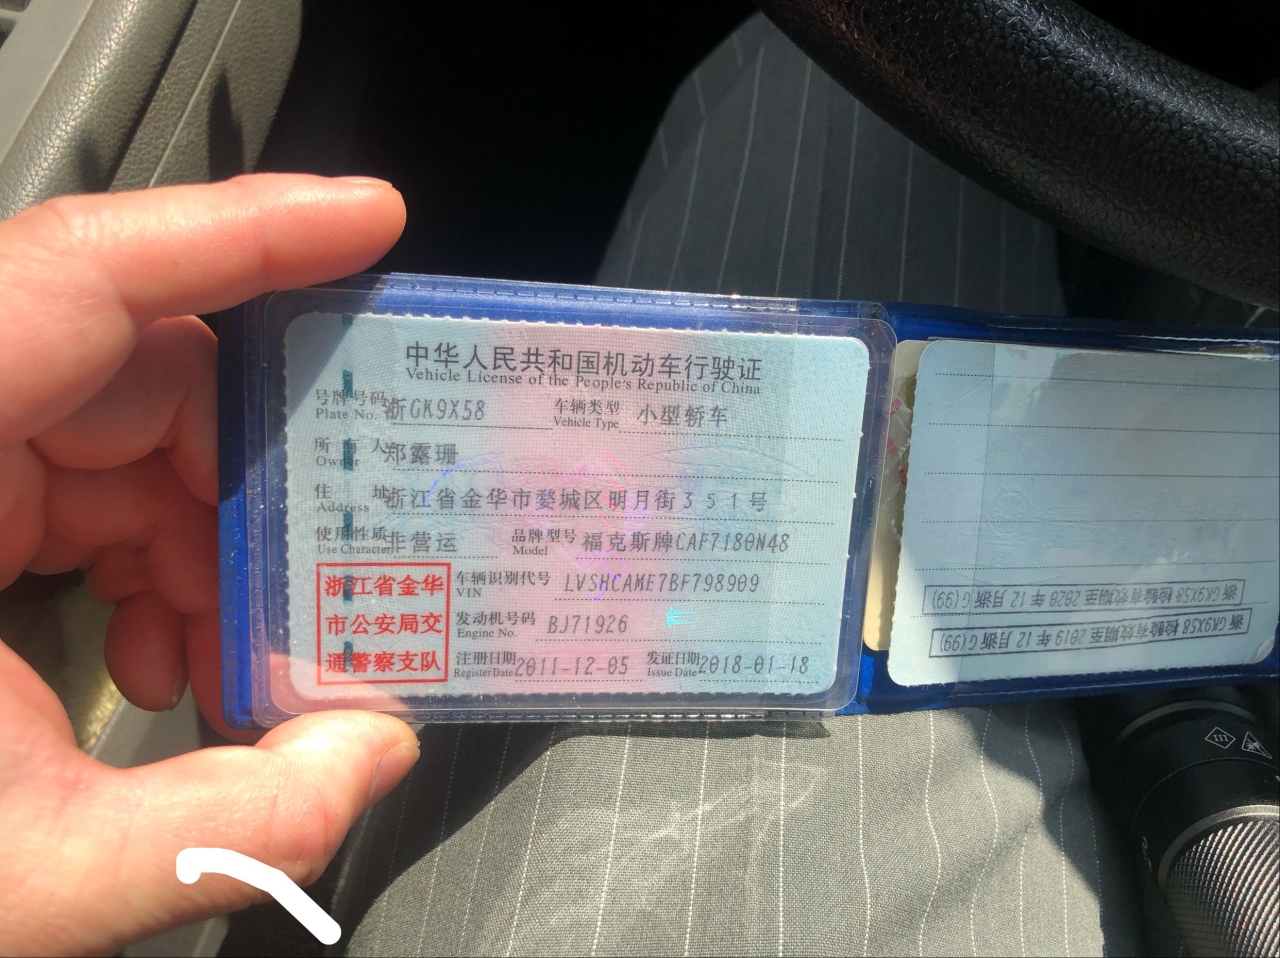 中华人民共和国机动车行驶证
Vehicle License of the People's Republic of China
号牌号码 浙GK9X58 车辆类型 小型轿车
Plate No. Vehicle Type
所有人 郑露珊
Owner
住址 浙江省金华市婺城区明月街351号
Address
使用性质 非营运 品牌型号 福克斯牌CAF7180N48
Use Character Model
浙江省金华 车辆识别代号 LVSHCAME7BF798909
VIN
市公安局交 发动机号码 BJ71926
Engine No.
通警察支队 注册日期 2011-12-05 发证日期 2018-01-18
Register Date Issue Date
浙GK9X58 检验有效期至2020年12月浙G(99)
浙GK9X58 检验有效期至2019年12月浙G(99)